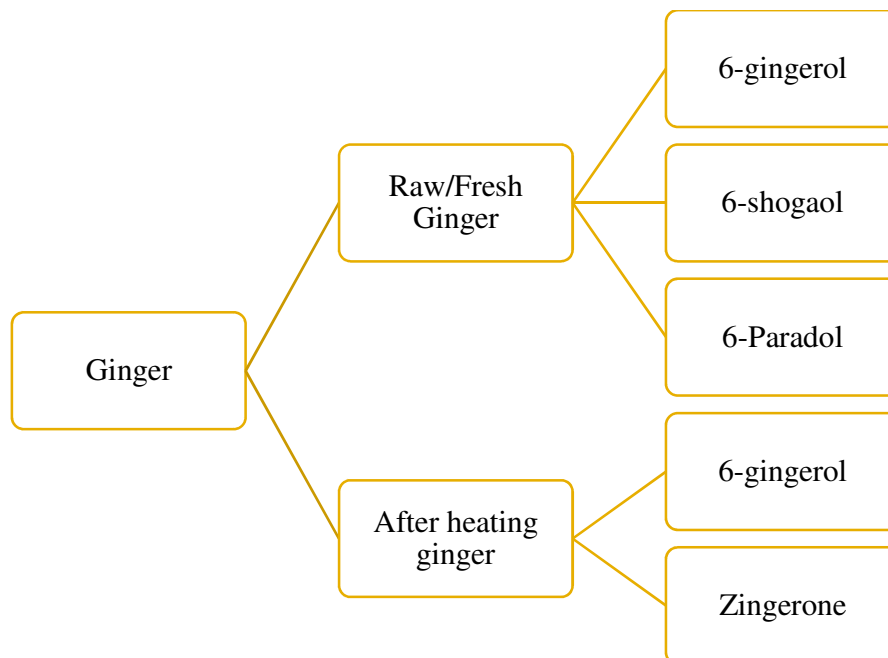 Ginger
Raw/Fresh
Ginger
6-gingerol
6-shogaol
6-Paradol
After heating
ginger
6-gingerol
Zingerone